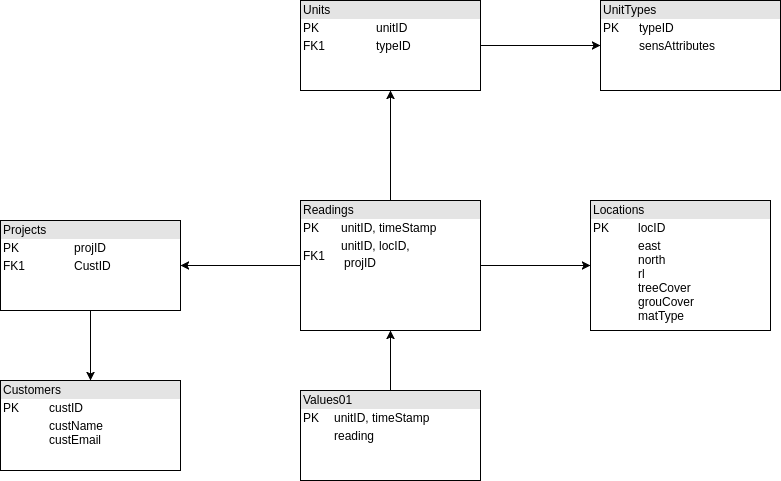 Units
PK unitID
FK1 typeID
UnitTypes
PK typeID
sensAttributes
Readings
PK unitID, timeStamp
FK1 unitID, locID,
projID
Locations
PK locID
east
north
rl
treeCover
grouCover
matType
Projects
PK projID
FK1 CustID
Customers
PK custID
custName
custEmail
Values01
PK unitID, timeStamp
reading